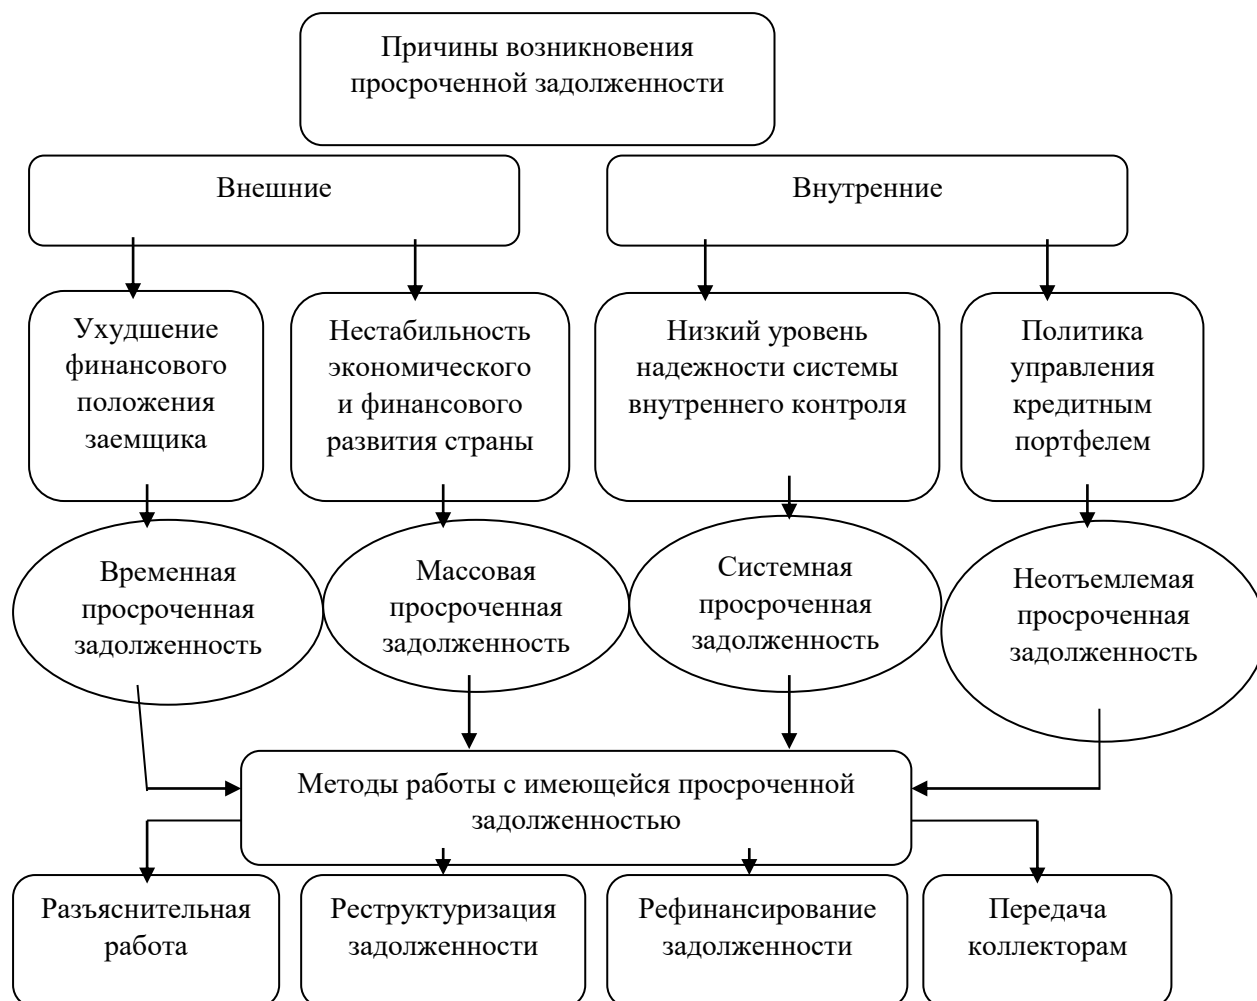 Причины возникновения
просроченной задолженности
Внешние
Внутренние
Ухудшение
финансового
положения
заемщика
Нестабильность
экономического
и финансового
развития страны
Низкий уровень
надежности системы
внутреннего контроля
Политика
управления
кредитным
портфелем
Временная
просроченная
задолженность
Массовая
просроченная
задолженность
Системная
просроченная
задолженность
Неотъемлемая
просроченная
задолженность
Методы работы с имеющейся просроченной
задолженностью
Разъяснительная
работа
Реструктуризация
задолженности
Рефинансирование
задолженности
Передача
коллекторам